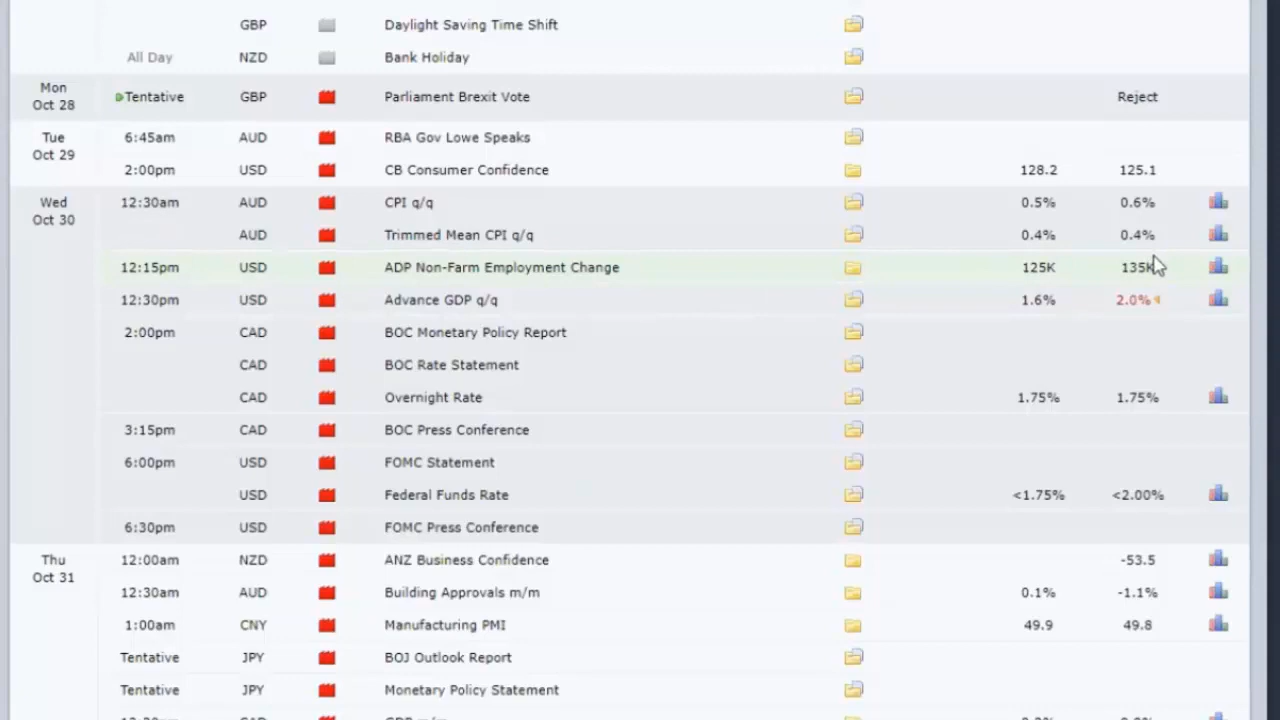 GBP Daylight Saving Time Shift
All Day NZD Bank Holiday
Mon Oct 28 Tentative GBP Parliament Brexit Vote Reject
Tue Oct 29 6:45am AUD RBA Gov Lowe Speaks
2:00pm USD CB Consumer Confidence 128.2 125.1
Wed Oct 30 12:30am AUD CPI q/q 0.5% 0.6%
AUD Trimmed Mean CPI q/q 0.4% 0.4%
12:15pm USD ADP Non-Farm Employment Change 125K 135K
12:30pm USD Advance GDP q/q 1.6% 2.0%
2:00pm CAD BOC Monetary Policy Report
CAD BOC Rate Statement
CAD Overnight Rate 1.75% 1.75%
3:15pm CAD BOC Press Conference
6:00pm USD FOMC Statement
USD Federal Funds Rate <1.75% <2.00%
6:30pm USD FOMC Press Conference
Thu Oct 31 12:00am NZD ANZ Business Confidence -53.5
12:30am AUD Building Approvals m/m 0.1% -1.1%
1:00am CNY Manufacturing PMI 49.9 49.8
Tentative JPY BOJ Outlook Report
Tentative JPY Monetary Policy Statement